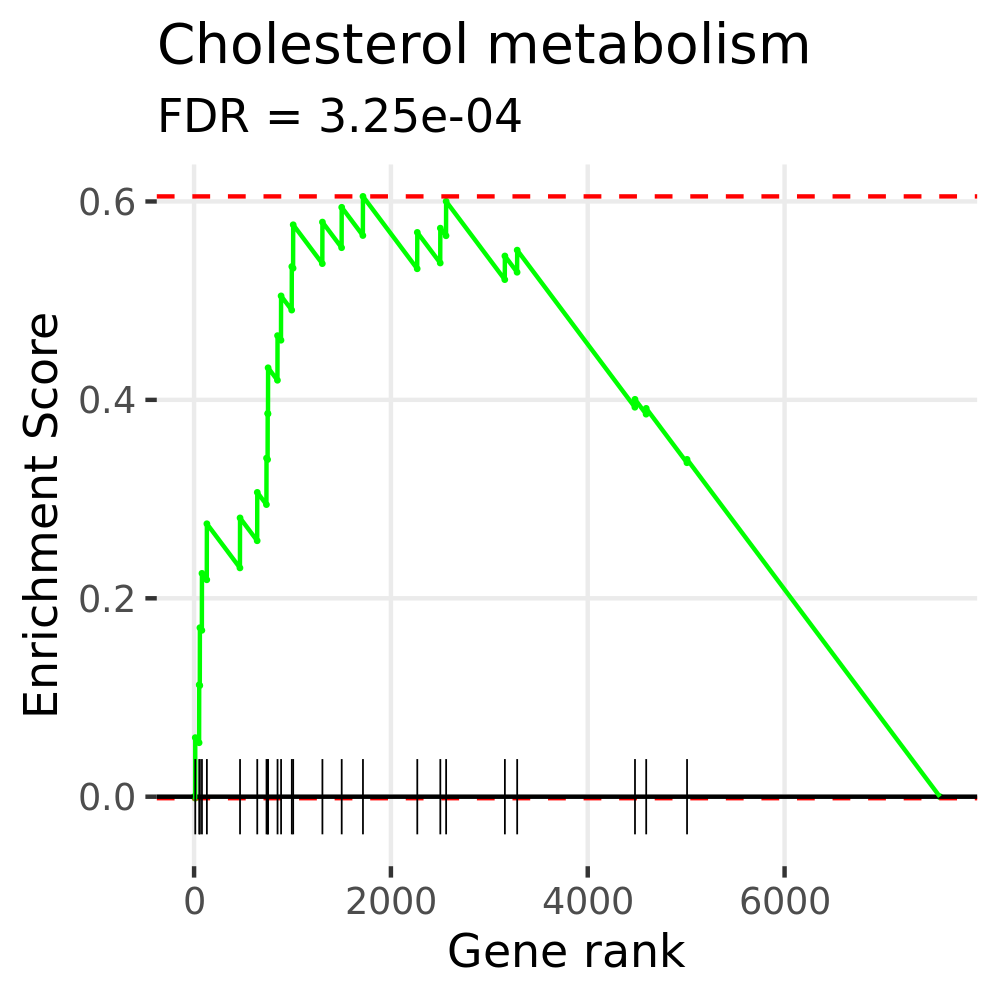 Cholesterol metabolism
FDR = 3.25e-04
Enrichment Score
0.6
0.4
0.2
0.0
0 2000 4000 6000
Gene rank